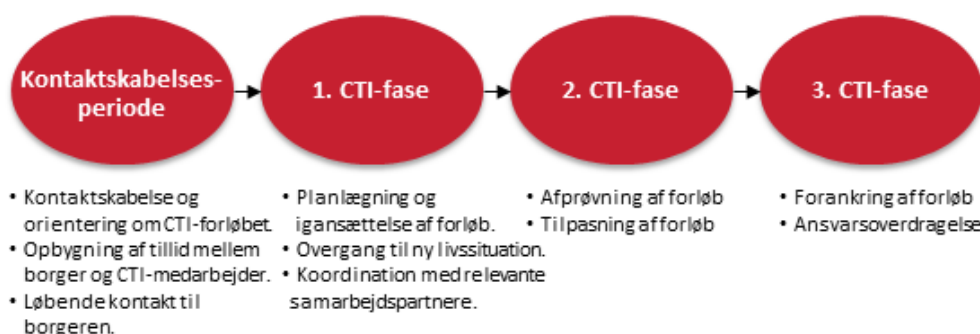 Kontaktskabelses-
periode
1. CTI-fase
2. CTI-fase
3. CTI-fase
• Kontaktskabelse og
orientering om CTI-forløbet.
• Opbygning af tillid mellem
borger og CTI-medarbejder.
• Løbende kontakt til
borgeren.
• Planlægning og
igansættelse af forløb.
• Overgang til ny livssituation.
• Koordination med relevante
samarbejdspartnere.
• Afprøvning af forløb
• Tilpasning af forløb
• Forankring af forløb
• Ansvarsoverdragelse